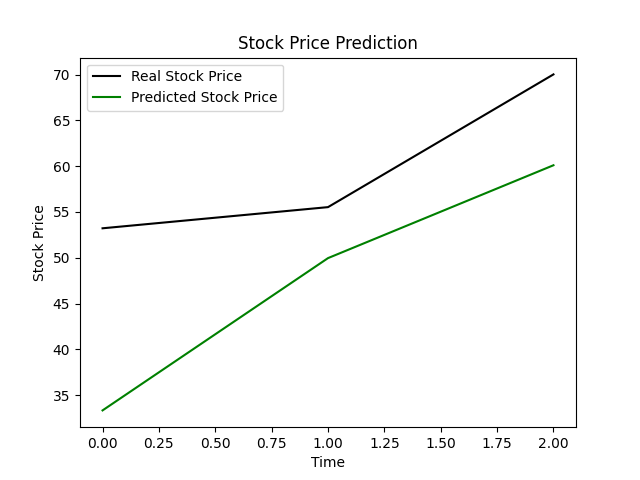 Stock Price Prediction
Real Stock Price
Predicted Stock Price
Stock Price
70
65
60
55
50
45
40
35
0.00 0.25 0.50 0.75 1.00 1.25 1.50 1.75 2.00
Time